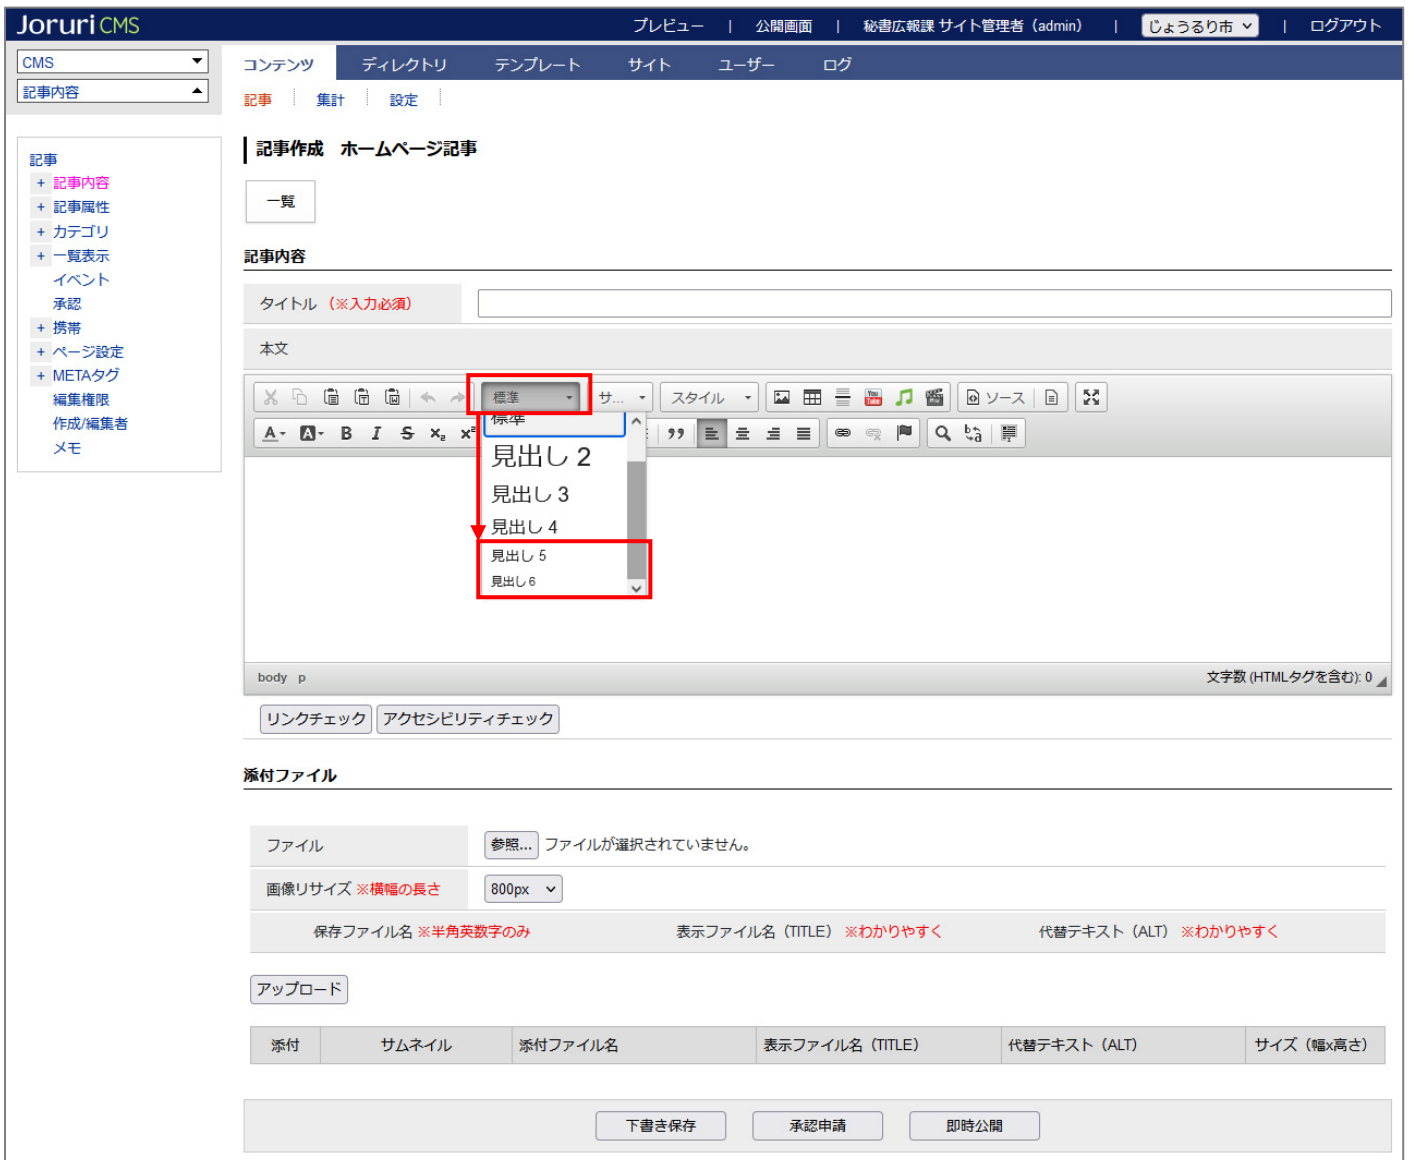 Joruri CMS
プレビュー | 公開画面 | 秘書広報課 サイト管理者（admin） | じょうるり市 | ログアウト
CMS
記事内容
コンテンツ ディレクトリ テンプレート サイト ユーザー ログ
記事 集計 設定
記事
+ 記事内容
+ 記事属性
+ カテゴリ
+ 一覧表示
イベント
承認
+ 携帯
+ ページ設定
+ METAタグ
編集権限
作成/編集者
メモ
記事作成　ホームページ記事
一覧
記事内容
タイトル （※入力必須）
本文
標準 サ... スタイル You Tube ソース
A A B I S x₂
標準
見出し 2
見出し 3
見出し 4
見出し 5
見出し 6
body p
文字数 (HTMLタグを含む): 0
リンクチェック アクセシビリティチェック
添付ファイル
ファイル 参照... ファイルが選択されていません。
画像リサイズ ※横幅の長さ 800px
保存ファイル名 ※半角英数字のみ 表示ファイル名（TITLE） ※わかりやすく 代替テキスト（ALT） ※わかりやすく
アップロード
添付 サムネイル 添付ファイル名 表示ファイル名（TITLE） 代替テキスト（ALT） サイズ（幅x高さ）
下書き保存 承認申請 即時公開